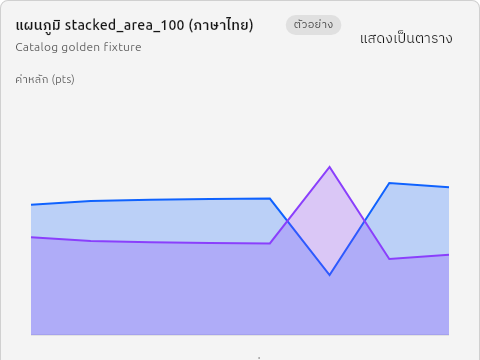 แผนภูมิ stacked_area_100 (ภาษาไทย)
ตัวอย่าง
แสดงเป็นตาราง
Catalog golden fixture
ค่าหลัก (pts)